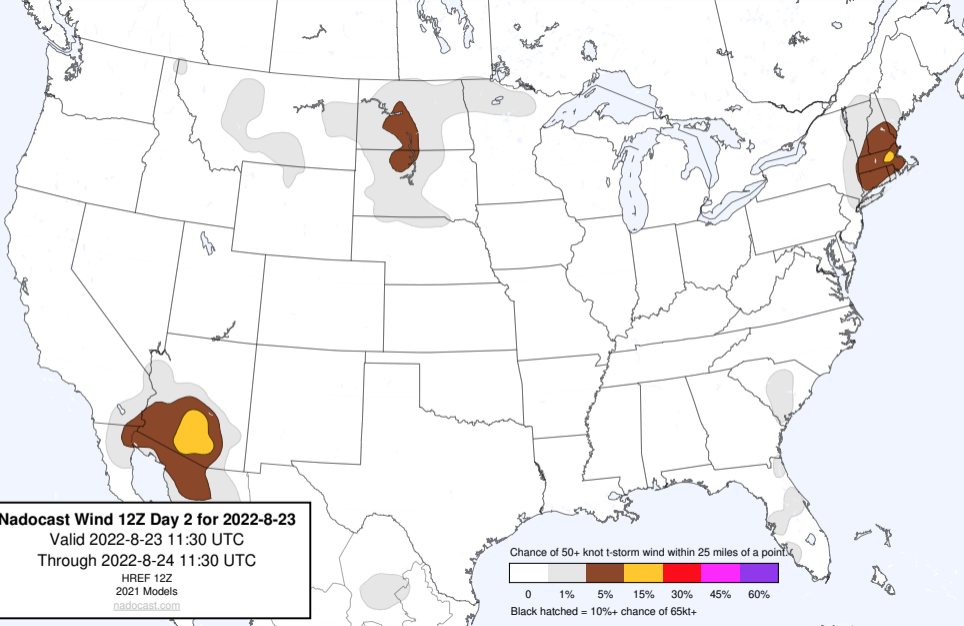 Nadocast Wind 12Z Day 2 for 2022-8-23
Valid 2022-8-23 11:30 UTC
Through 2022-8-24 11:30 UTC
HREF 12Z
2021 Models
nadocast.com
Chance of 50+ knot t-storm wind within 25 miles of a point.
0 1% 5% 15% 30% 45% 60%
Black hatched = 10%+ chance of 65kt+